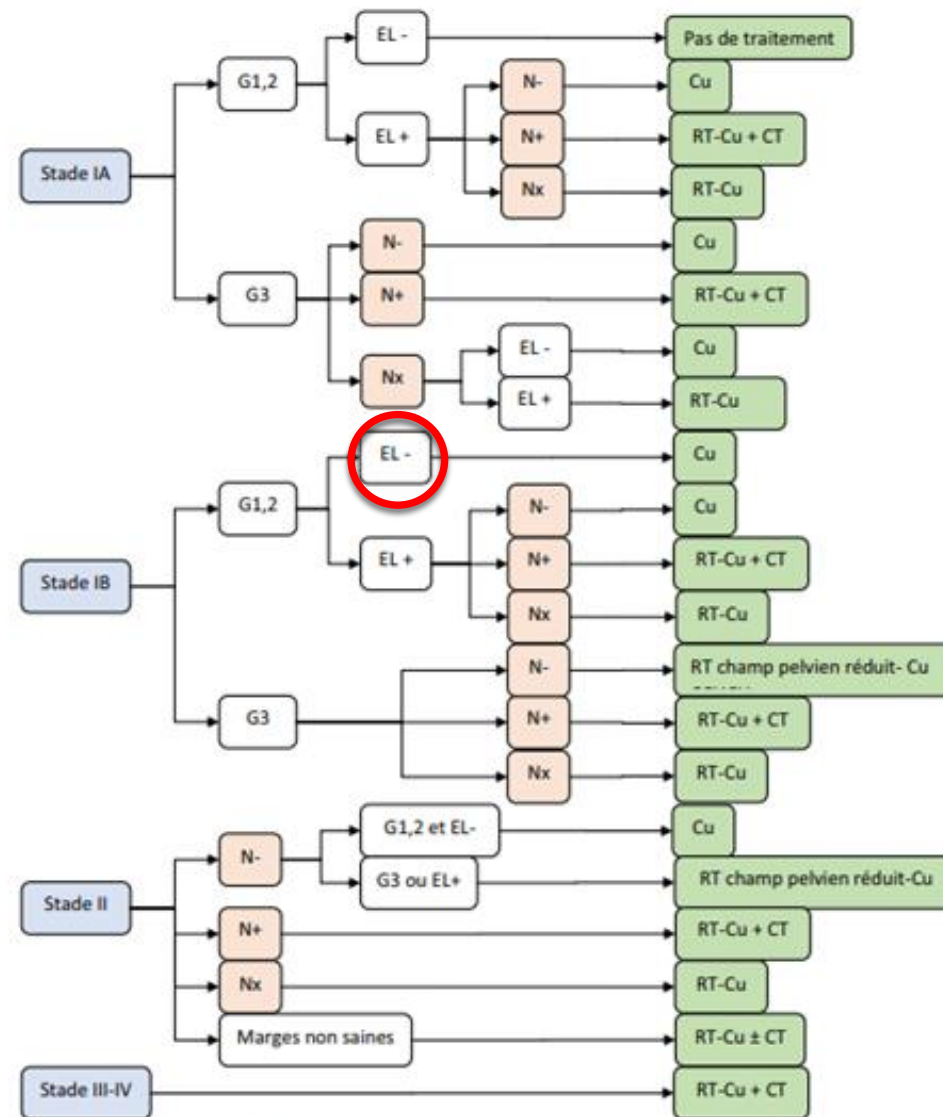 EL -
Pas de traitement
G1,2
N-
Cu
EL +
N+
RT-Cu + CT
Stade IA
Nx
RT-Cu
N-
Cu
G3
N+
RT-Cu + CT
EL -
Cu
Nx
EL +
RT-Cu
EL -
Cu
G1,2
N-
Cu
EL +
N+
RT-Cu + CT
Stade IB
Nx
RT-Cu
N-
RT champ pelvien réduit- Cu
G3
N+
RT-Cu + CT
Nx
RT-Cu
G1,2 et EL-
Cu
N-
G3 ou EL+
RT champ pelvien réduit-Cu
Stade II
N+
RT-Cu + CT
Nx
RT-Cu
Marges non saines
RT-Cu ± CT
Stade III-IV
RT-Cu + CT